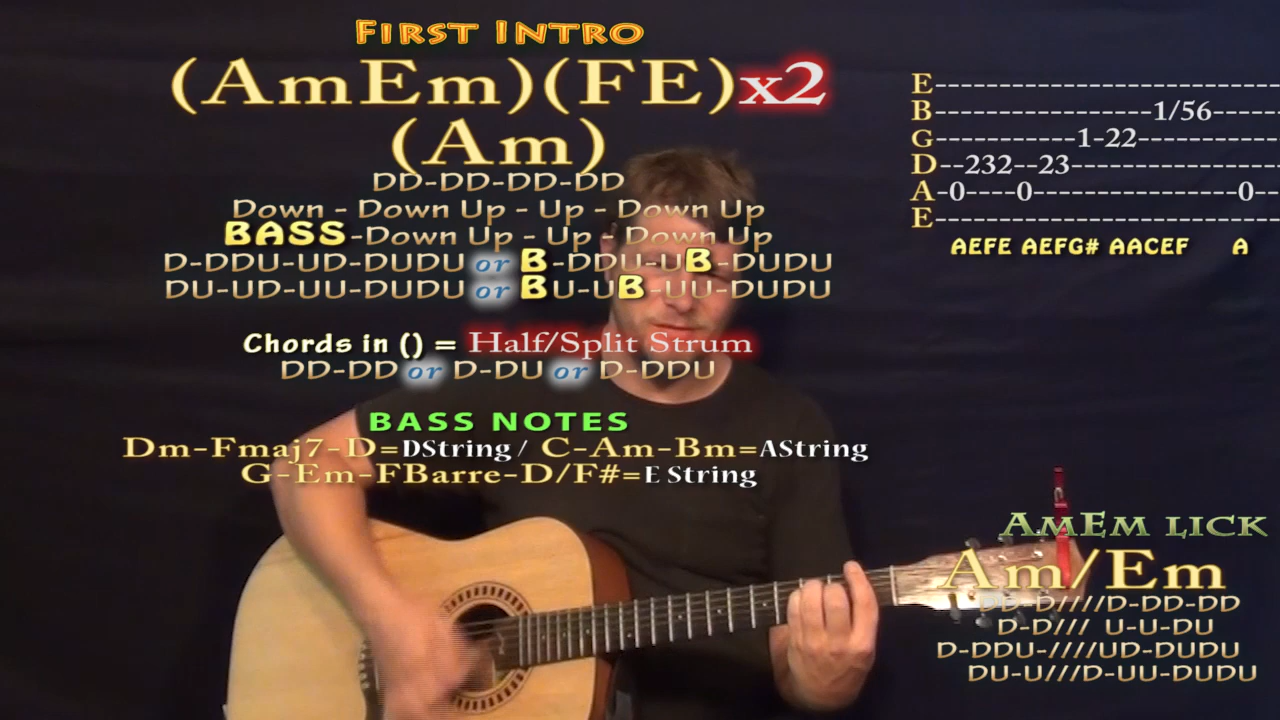 First Intro
(AmEm)(FE)x2
(Am)
DD-DD-DD-DD
Down - Down Up - Up - Down Up
BASS-Down Up - Up - Down Up
D-DDU-UD-DUDU or B-DDU-UB-DUDU
DU-UD-UU-DUDU or BU-UB-UU-DUDU
Chords in () = Half/Split Strum
DD-DD or D-DU or D-DDU
BASS NOTES
Dm-Fmaj7-D=DString / C-Am-Bm=AString
G-Em-FBarre-D/F#=E String
E---------------------------
B-----------------1/56------
G-----------1-22------------
D--232--23------------------
A-0----0----------------0---
E---------------------------
AEFE AEFG# AACEF A
AmEm lick
Am/Em
DD-D////D-DD-DD
D-D/// U-U-DU
D-DDU-////UD-DUDU
DU-U///D-UU-DUDU